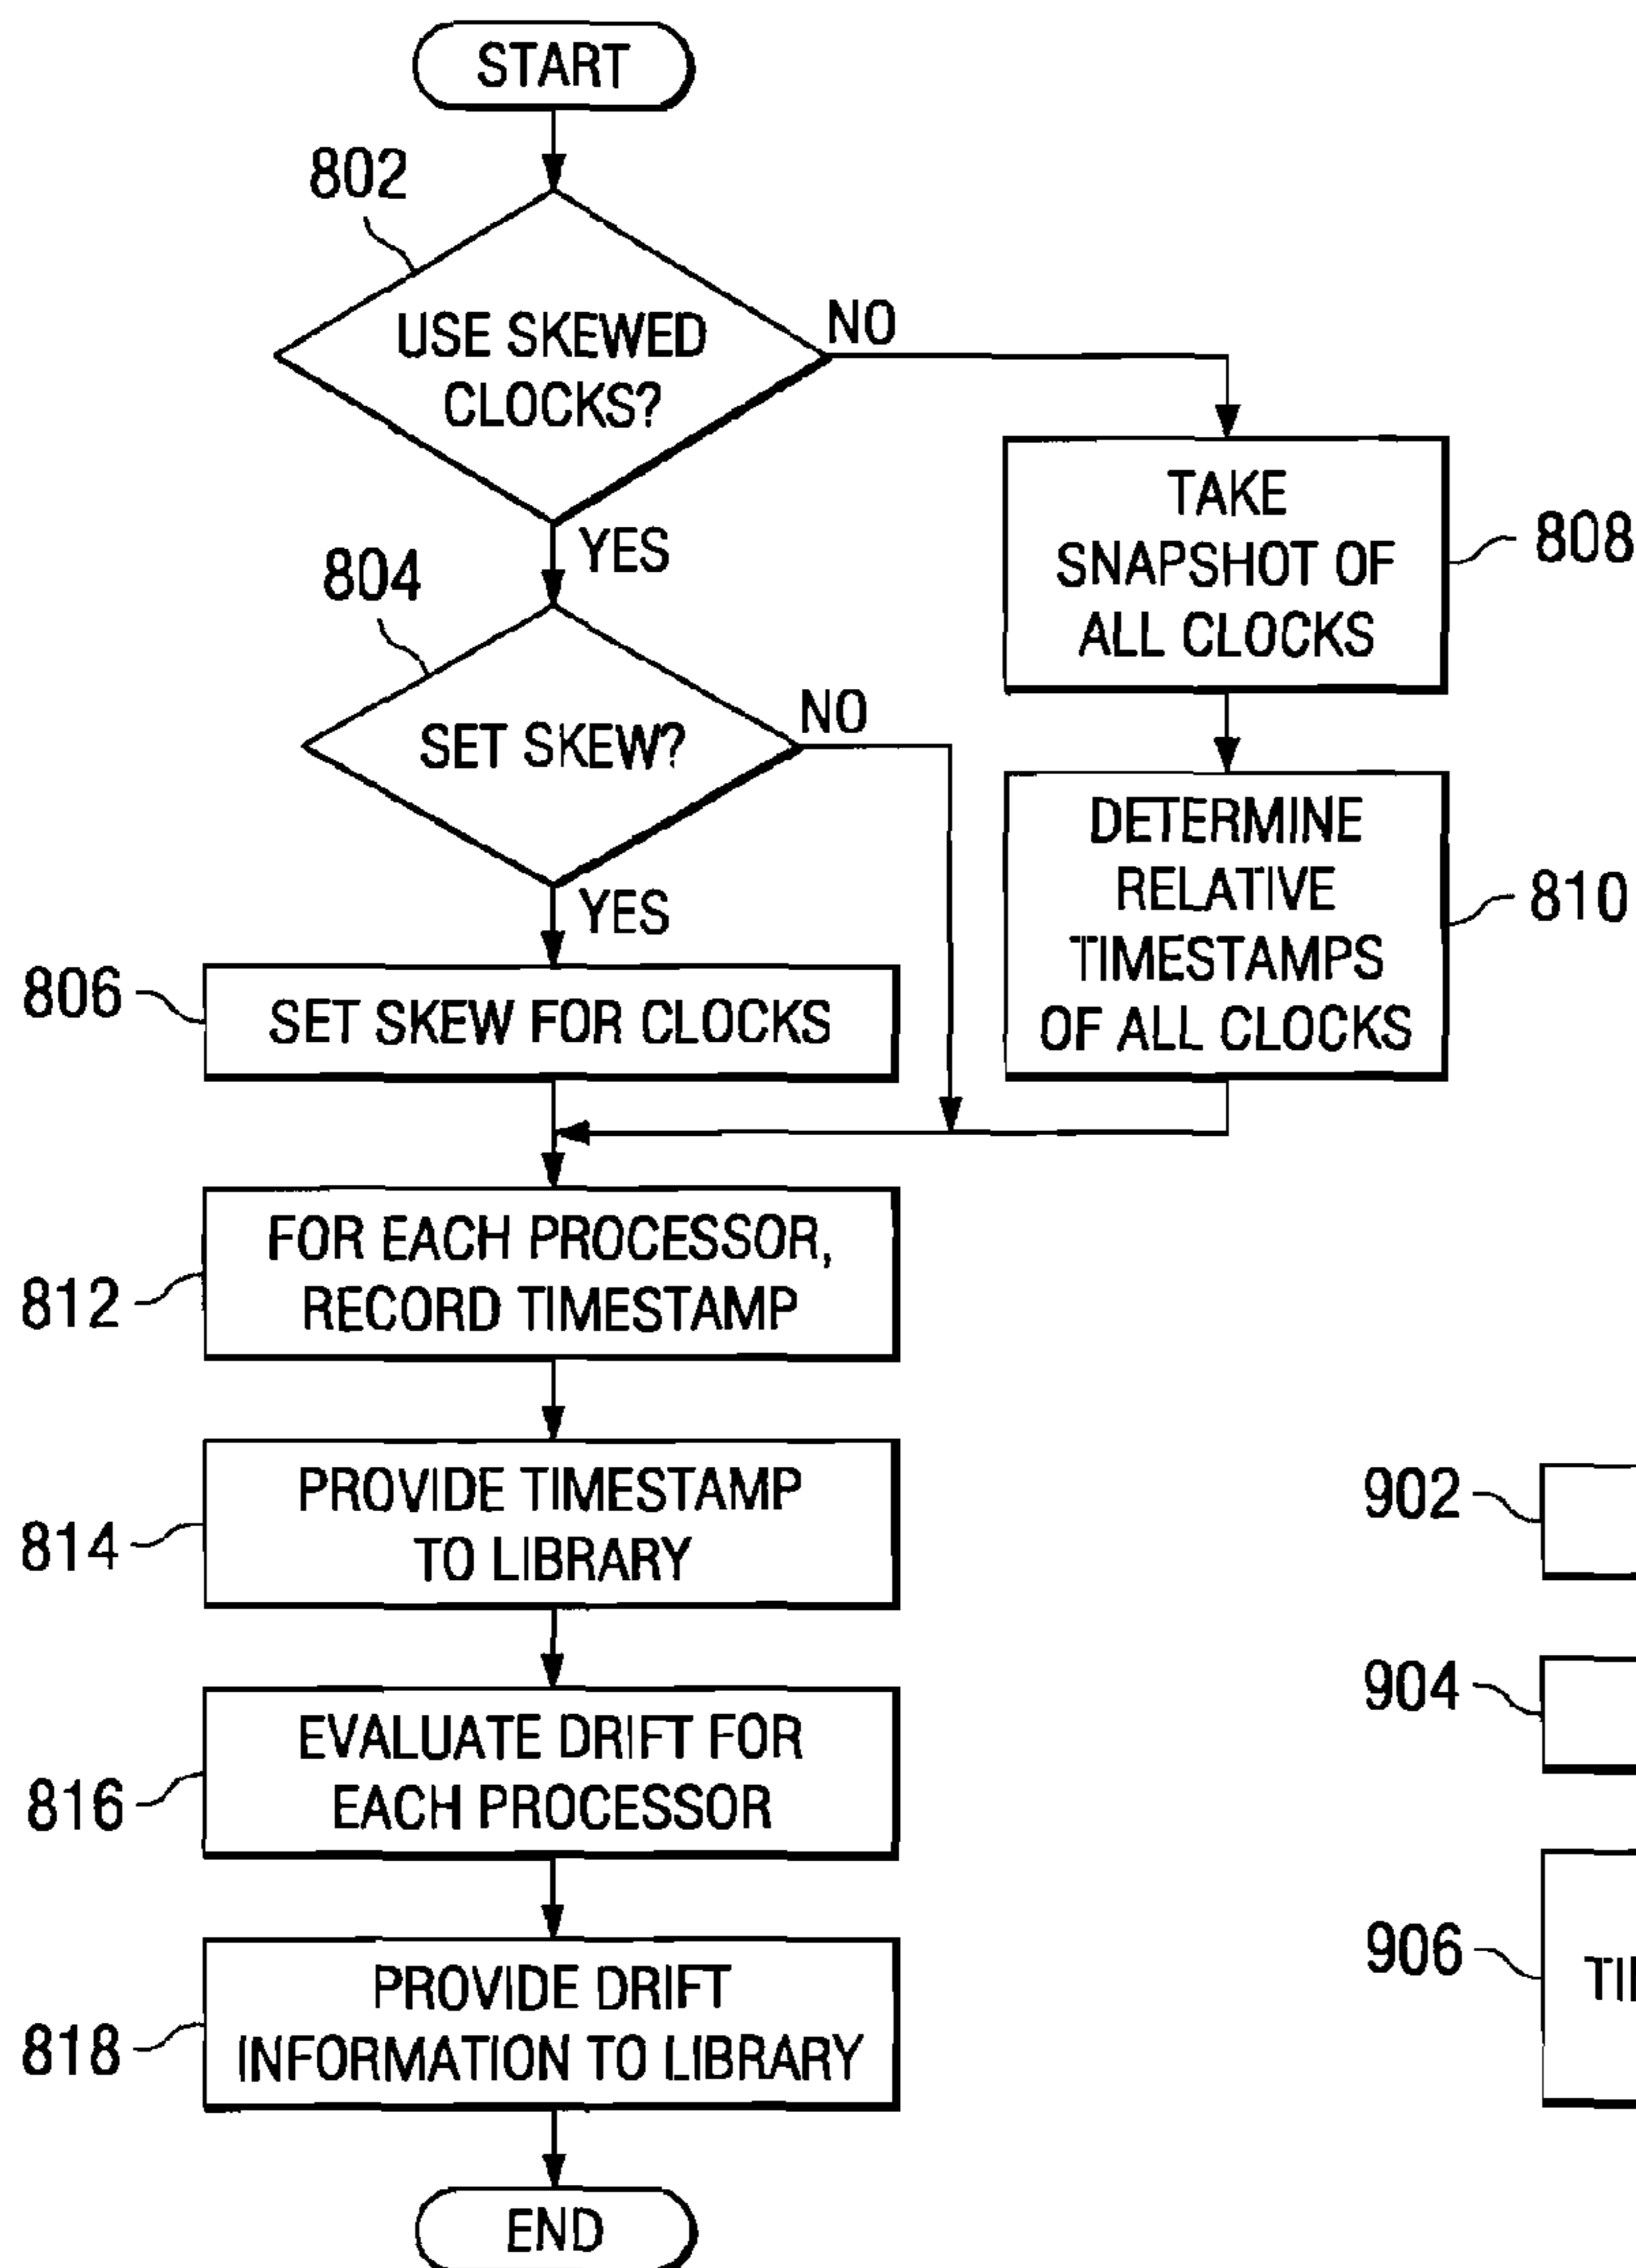 START
802
USE SKEWED
CLOCKS?
NO
YES
TAKE
SNAPSHOT OF
ALL CLOCKS
808
804
SET SKEW?
NO
YES
DETERMINE
RELATIVE
TIMESTAMPS
OF ALL CLOCKS
810
806
SET SKEW FOR CLOCKS
812
FOR EACH PROCESSOR,
RECORD TIMESTAMP
814
PROVIDE TIMESTAMP
TO LIBRARY
816
EVALUATE DRIFT FOR
EACH PROCESSOR
818
PROVIDE DRIFT
INFORMATION TO LIBRARY
END
902
904
906